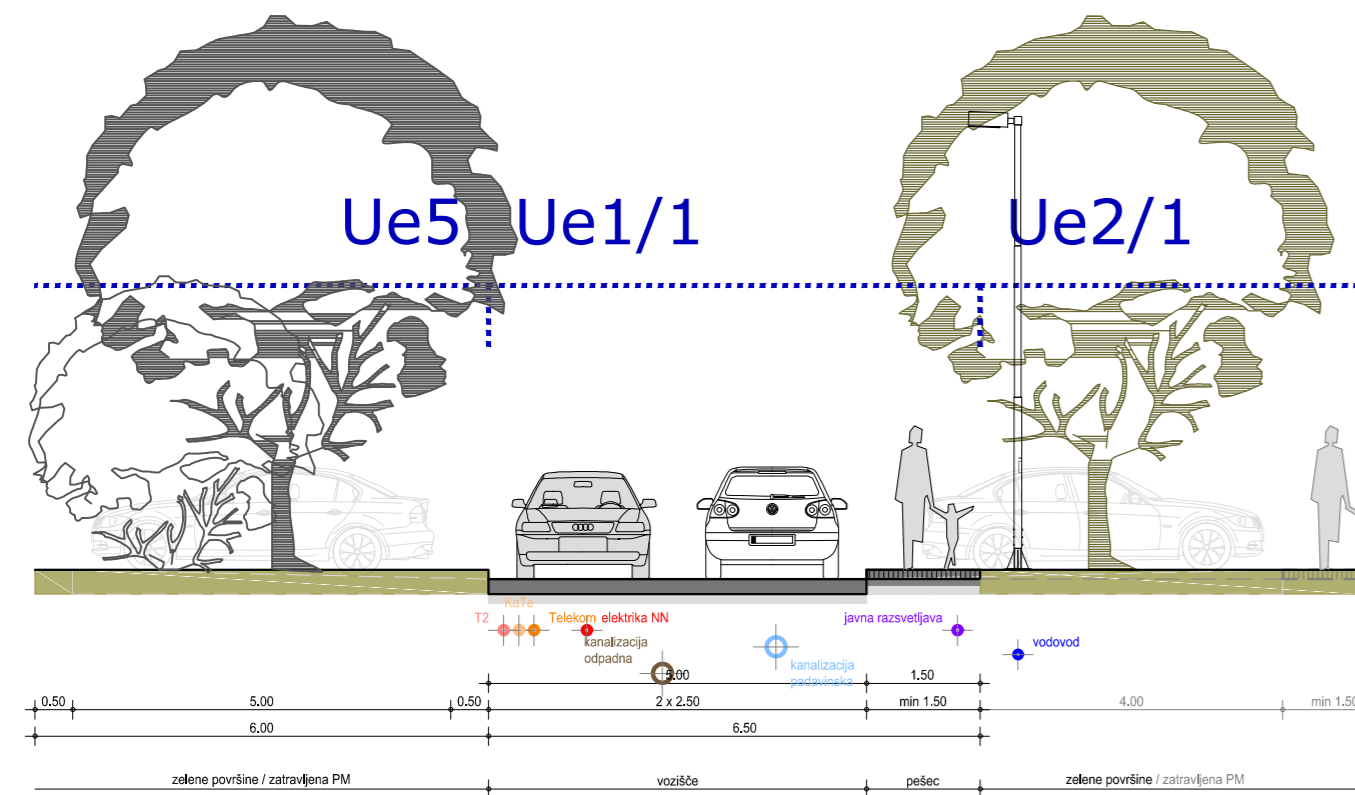 Ue5 Ue1/1 Ue2/1
KaTe
T2 Telekom elektrika NN javna razsvetljava
kanalizacija
odpadna
vodovod
kanalizacija
padavinska
5.00 1.50
0.50 5.00 0.50 2 x 2.50 min 1.50 4.00 min 1.50
6.00 6.50
zelene površine / zatravljena PM vozišče pešec zelene površine / zatravljena PM